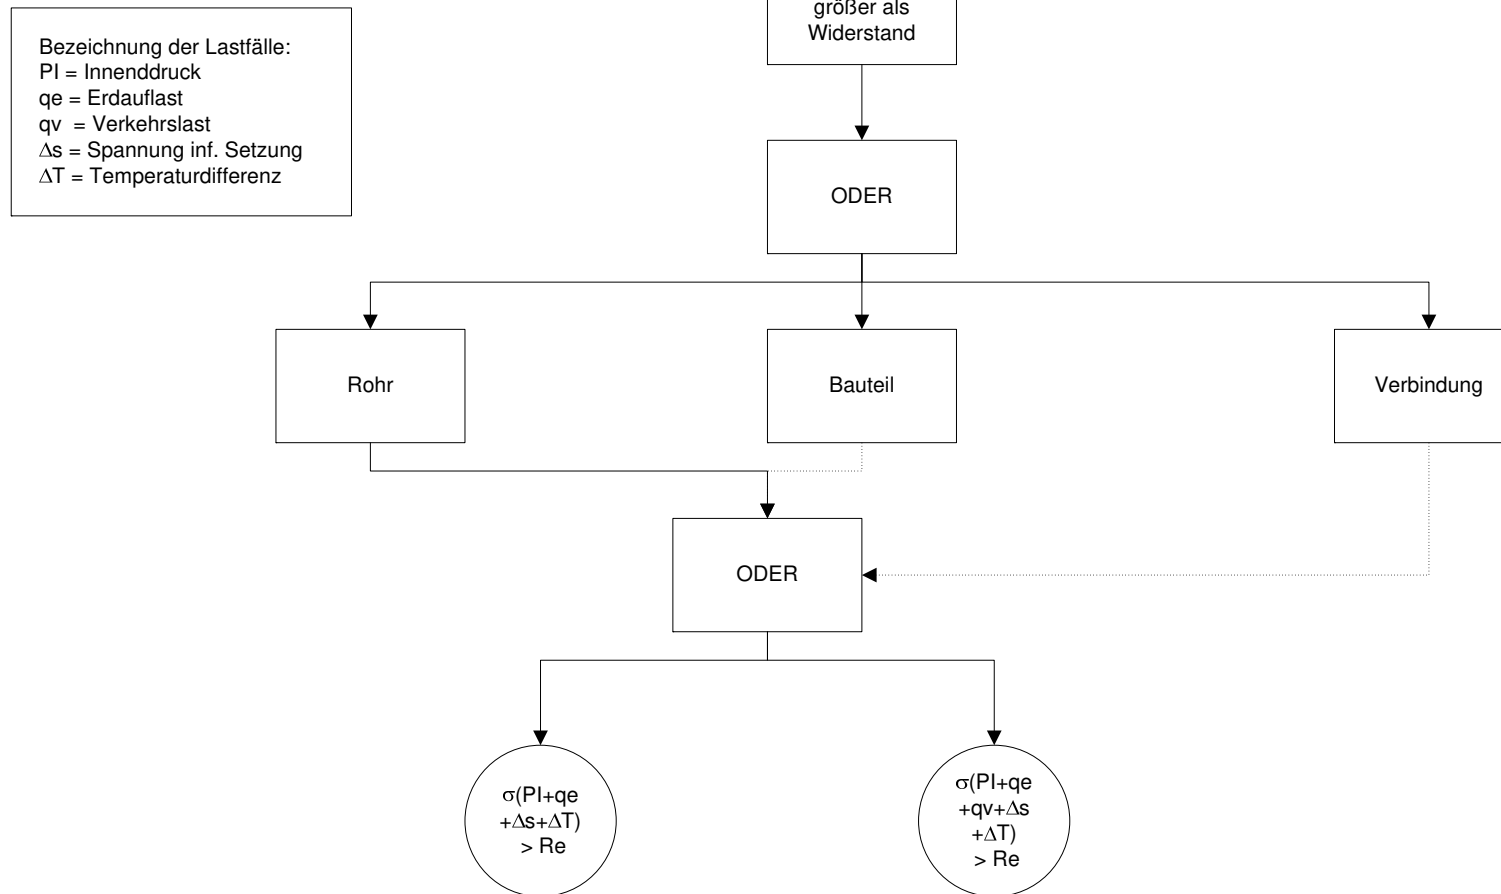 Bezeichnung der Lastfälle:
PI = Innenddruck
qe = Erdauflast
qv  = Verkehrslast
Δs = Spannung inf. Setzung
ΔT = Temperaturdifferenz
größer als
Widerstand
ODER
Rohr
Bauteil
Verbindung
ODER
σ(PI+qe
+Δs+ΔT)
> Re
σ(PI+qe
+qv+Δs
+ΔT)
> Re